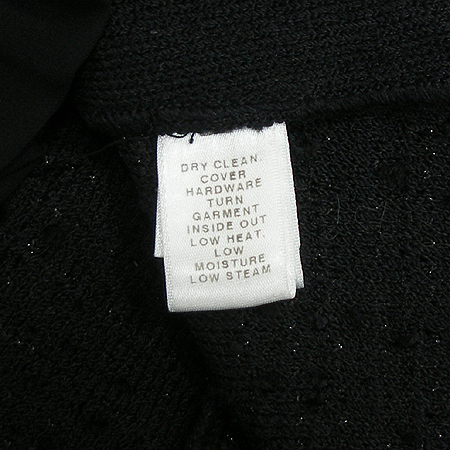 DRY CLEAN.
COVER
HARDWARE
TURN
GARMENT
INSIDE OUT
LOW HEAT.
LOW
MOISTURE
LOW STEAM